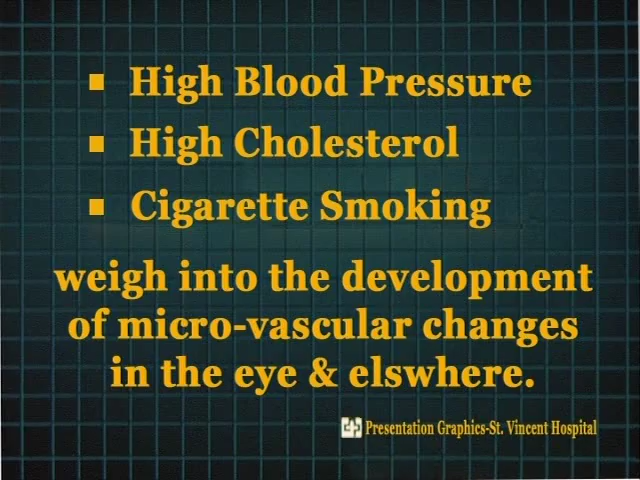 ▪ High Blood Pressure
▪ High Cholesterol
▪ Cigarette Smoking
weigh into the development
of micro-vascular changes
in the eye & elswhere.
Presentation Graphics-St. Vincent Hospital